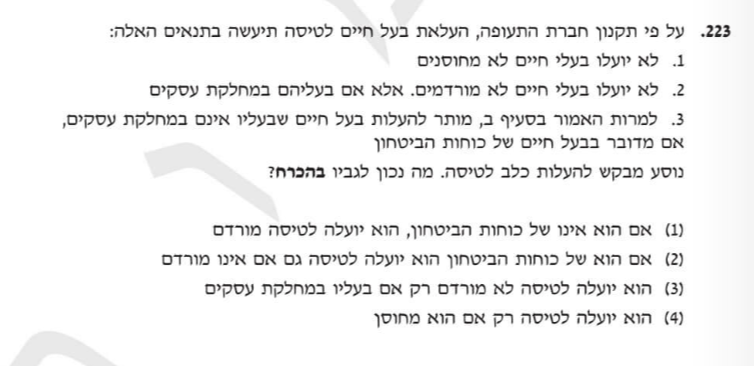 223. על פי תקנון חברת התעופה, העלאת בעל חיים לטיסה תיעשה בתנאים האלה:
1. לא יועלו בעלי חיים לא מחוסנים
2. לא יועלו בעלי חיים לא מורדמים. אלא אם בעליהם במחלקת עסקים
3. למרות האמור בסעיף ב, מותר להעלות בעל חיים שבעליו אינם במחלקת עסקים,
אם מדובר בבעל חיים של כוחות הביטחון
נוסע מבקש להעלות כלב לטיסה. מה נכון לגביו בהכרח?
(1) אם הוא אינו של כוחות הביטחון, הוא יועלה לטיסה מורדם
(2) אם הוא של כוחות הביטחון הוא יועלה לטיסה גם אם אינו מורדם
(3) הוא יועלה לטיסה לא מורדם רק אם בעליו במחלקת עסקים
(4) הוא יועלה לטיסה רק אם הוא מחוסן